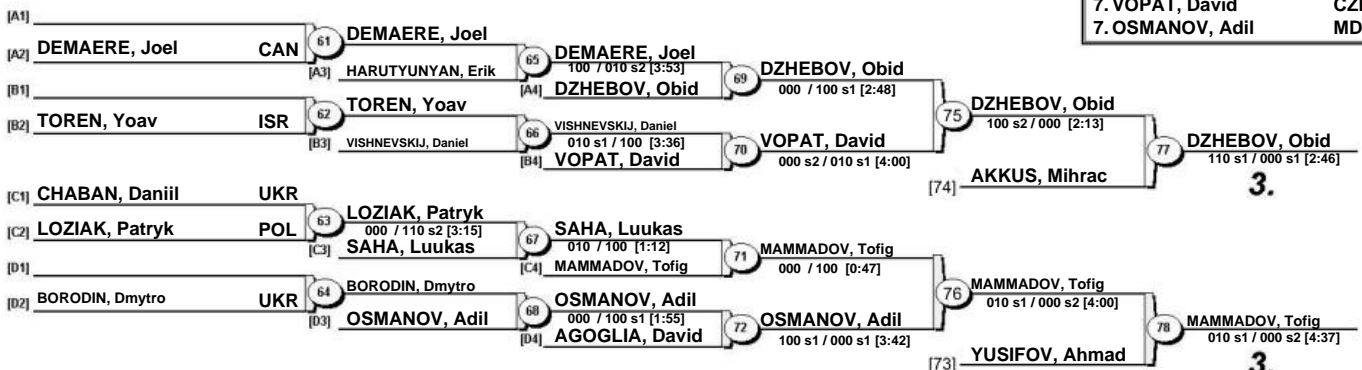 7. VOPAT, David CZ
7. OSMANOV, Adil MD
[A1]
[A2] DEMAERE, Joel CAN
61 DEMAERE, Joel
[A3] HARUTYUNYAN, Erik
65 DEMAERE, Joel
100 / 010 s2 [3:53]
[A4] DZHEBOV, Obid
69 DZHEBOV, Obid
000 / 100 s1 [2:48]
[B1]
[B2] TOREN, Yoav ISR
62 TOREN, Yoav
[B3] VISHNEVSKIJ, Daniel
66 VISHNEVSKIJ, Daniel
010 s1 / 100 [3:36]
[B4] VOPAT, David
70 VOPAT, David
000 s2 / 010 s1 [4:00]
75 DZHEBOV, Obid
100 s2 / 000 [2:13]
[74] AKKUS, Mihrac
77 DZHEBOV, Obid
110 s1 / 000 s1 [2:46]
3.
[C1] CHABAN, Daniil UKR
[C2] LOZIAK, Patryk POL
63 LOZIAK, Patryk
000 / 110 s2 [3:15]
[C3] SAHA, Luukas
67 SAHA, Luukas
010 / 100 [1:12]
[C4] MAMMADOV, Tofig
71 MAMMADOV, Tofig
000 / 100 [0:47]
[D1]
[D2] BORODIN, Dmytro UKR
64 BORODIN, Dmytro
[D3] OSMANOV, Adil
68 OSMANOV, Adil
000 / 100 s1 [1:55]
[D4] AGOGLIA, David
72 OSMANOV, Adil
100 s1 / 000 s1 [3:42]
76 MAMMADOV, Tofig
010 s1 / 000 s2 [4:00]
[73] YUSIFOV, Ahmad
78 MAMMADOV, Tofig
010 s1 / 000 s2 [4:37]
3.